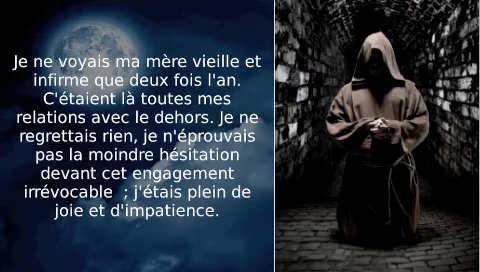 Je ne voyais ma mère vieille et
infirme que deux fois l'an.
C'étaient là toutes mes
relations avec le dehors. Je ne
regrettais rien, je n'éprouvais
pas la moindre hésitation
devant cet engagement
irrévocable  ; j'étais plein de
joie et d'impatience.